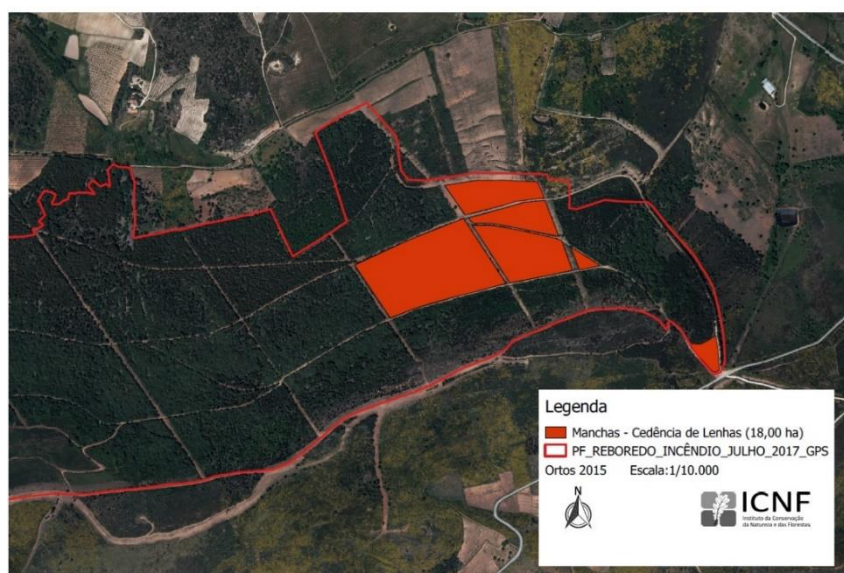 Legenda
Manchas - Cedência de Lenhas (18,00 ha)
PF_REBOREDO_INCÊNDIO_JULHO_2017_GPS
Ortos 2015 Escala:1/10.000
N
ICNF
Instituto da Conservação
da Natureza e das Florestas